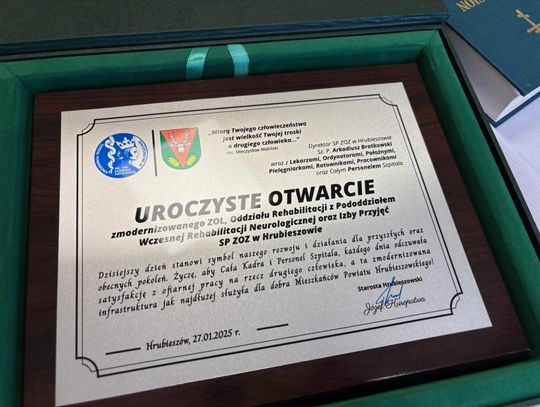 „Miarą Twojego człowieczeństwa
jest wielkość Twojej troski
o drugiego człowieka..."
-ks. Mieczysław Maliński
Dyrektor SP ZOZ w Hrubieszowie
Sz. P. Arkadiusz Bratkowski
wraz z Lekarzami, Ordynatorami, Położnymi,
Pielęgniarkami, Ratownikami, Pracownikami
oraz Całym Personelem Szpitala
UROCZYSTE OTWARCIE
zmodernizowanego ZOL, Oddziału Rehabilitacji z Pododdziałem
Wczesnej Rehabilitacji Neurologicznej oraz Izby Przyjęć
SP ZOZ w Hrubieszowie
Dzisiejszy dzień stanowi symbol naszego rozwoju i działania dla przyszłych oraz
obecnych pokoleń. Życzę, aby Cała Kadra i Personel Szpitala, każdego dnia odczuwała
satysfakcję z ofiarnej pracy na rzecz drugiego człowieka, a ta zmodernizowana
infrastruktura jak najdłużej służyła dla dobra Mieszkańców Powiatu Hrubieszowskiego!
Starosta Hrubieszowski
Józef Kuropatwa
Hrubieszów, 27.01.2025 r.